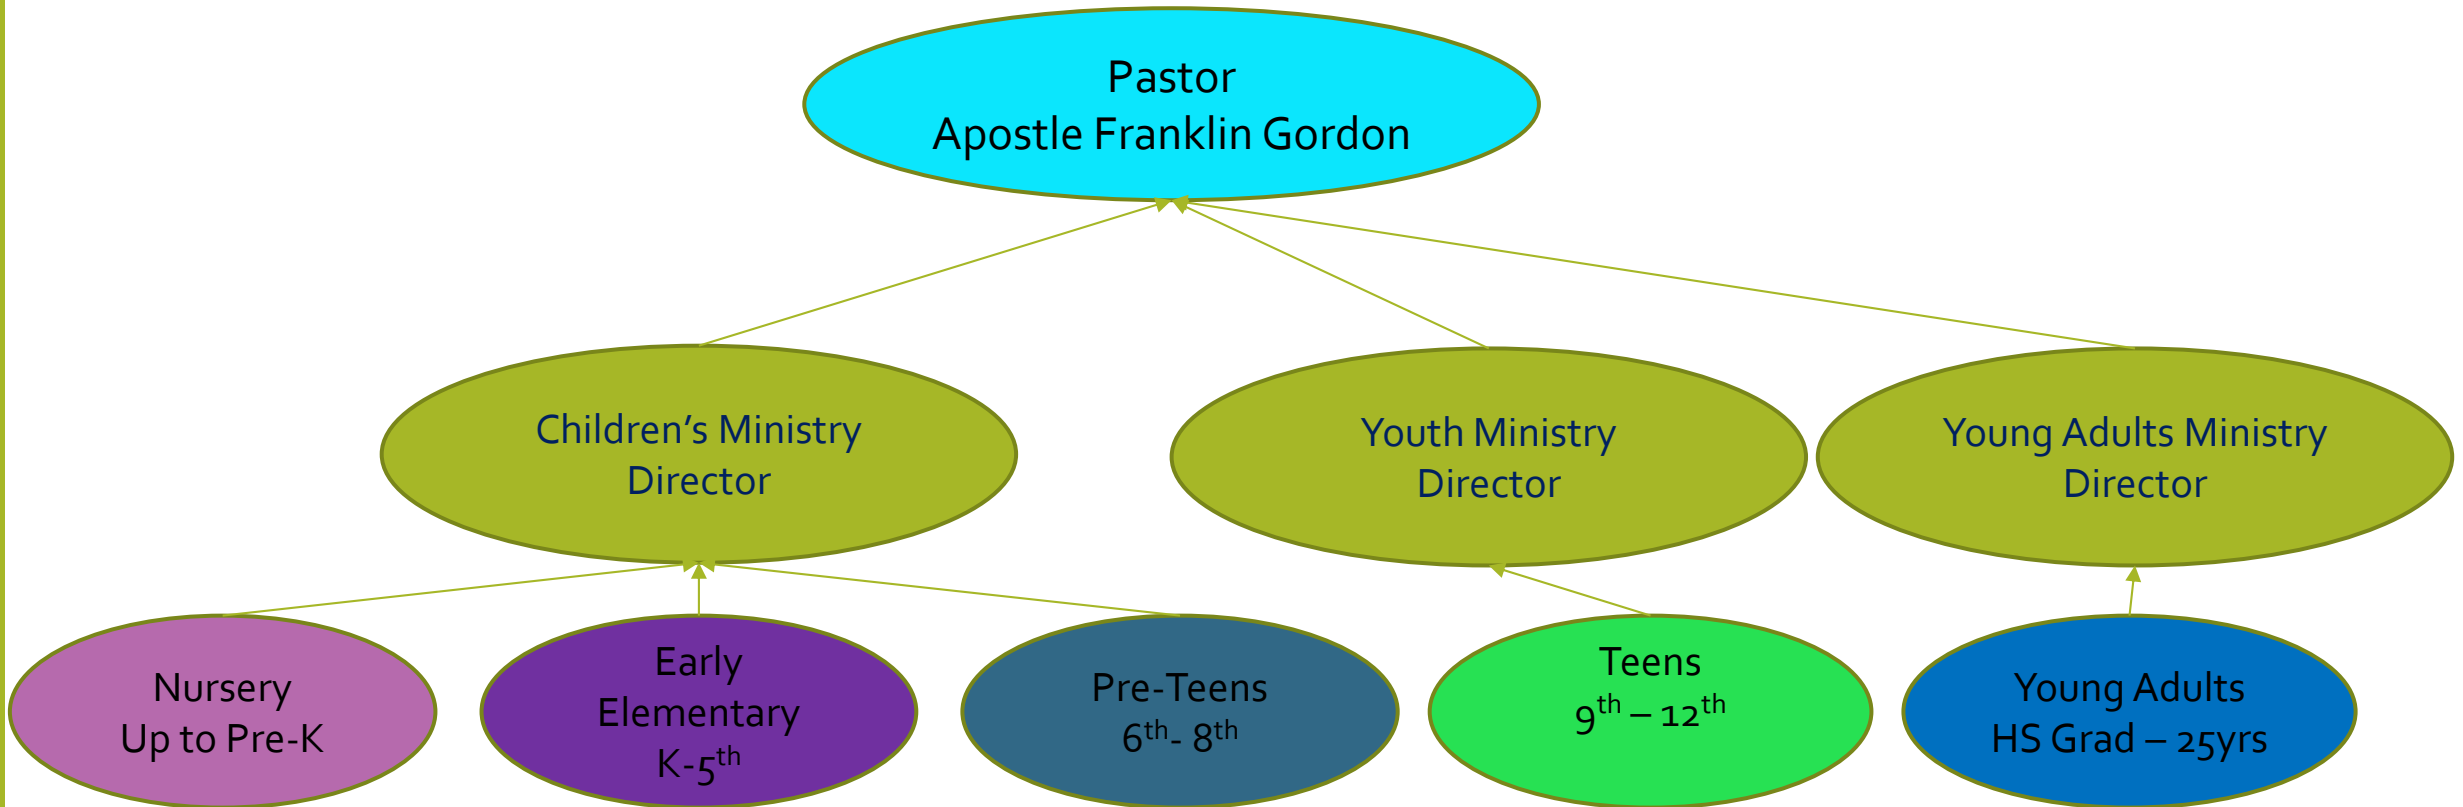 Pastor
Apostle Franklin Gordon
Children’s Ministry
Director
Youth Ministry
Director
Young Adults Ministry
Director
Nursery
Up to Pre-K
Early
Elementary
K-5th
Pre-Teens
6th- 8th
Teens
9th – 12th
Young Adults
HS Grad – 25yrs